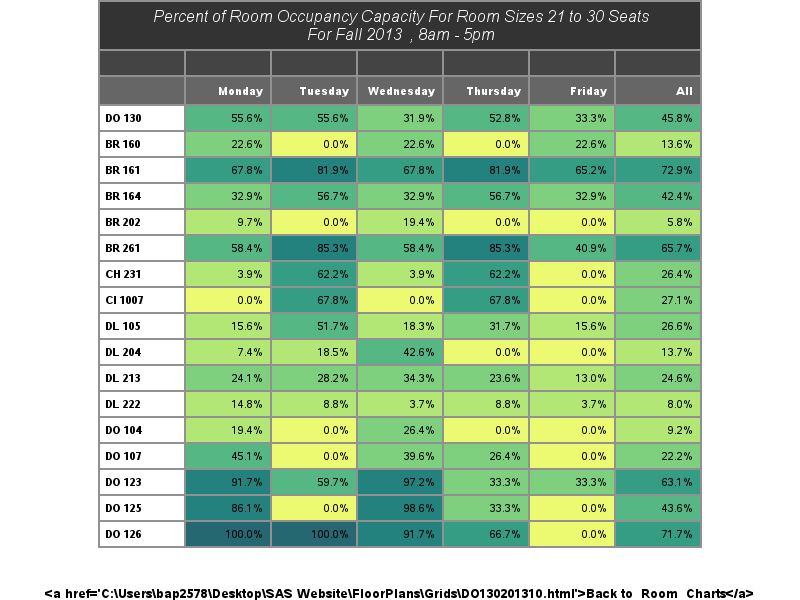 Percent of Room Occupancy Capacity For Room Sizes 21 to 30 Seats
For Fall 2013 , 8am - 5pm
Monday Tuesday Wednesday Thursday Friday All
DO 130 55.6% 55.6% 31.9% 52.8% 33.3% 45.8%
BR 160 22.6% 0.0% 22.6% 0.0% 22.6% 13.6%
BR 161 67.8% 81.9% 67.8% 81.9% 65.2% 72.9%
BR 164 32.9% 56.7% 32.9% 56.7% 32.9% 42.4%
BR 202 9.7% 0.0% 19.4% 0.0% 0.0% 5.8%
BR 261 58.4% 85.3% 58.4% 85.3% 40.9% 65.7%
CH 231 3.9% 62.2% 3.9% 62.2% 0.0% 26.4%
CI 1007 0.0% 67.8% 0.0% 67.8% 0.0% 27.1%
DL 105 15.6% 51.7% 18.3% 31.7% 15.6% 26.6%
DL 204 7.4% 18.5% 42.6% 0.0% 0.0% 13.7%
DL 213 24.1% 28.2% 34.3% 23.6% 13.0% 24.6%
DL 222 14.8% 8.8% 3.7% 8.8% 3.7% 8.0%
DO 104 19.4% 0.0% 26.4% 0.0% 0.0% 9.2%
DO 107 45.1% 0.0% 39.6% 26.4% 0.0% 22.2%
DO 123 91.7% 59.7% 97.2% 33.3% 33.3% 63.1%
DO 125 86.1% 0.0% 98.6% 33.3% 0.0% 43.6%
DO 126 100.0% 100.0% 91.7% 66.7% 0.0% 71.7%
<a href='C:\Users\bap2578\Desktop\SAS Website\FloorPlans\Grids\DO130201310.html'>Back to Room Charts</a>